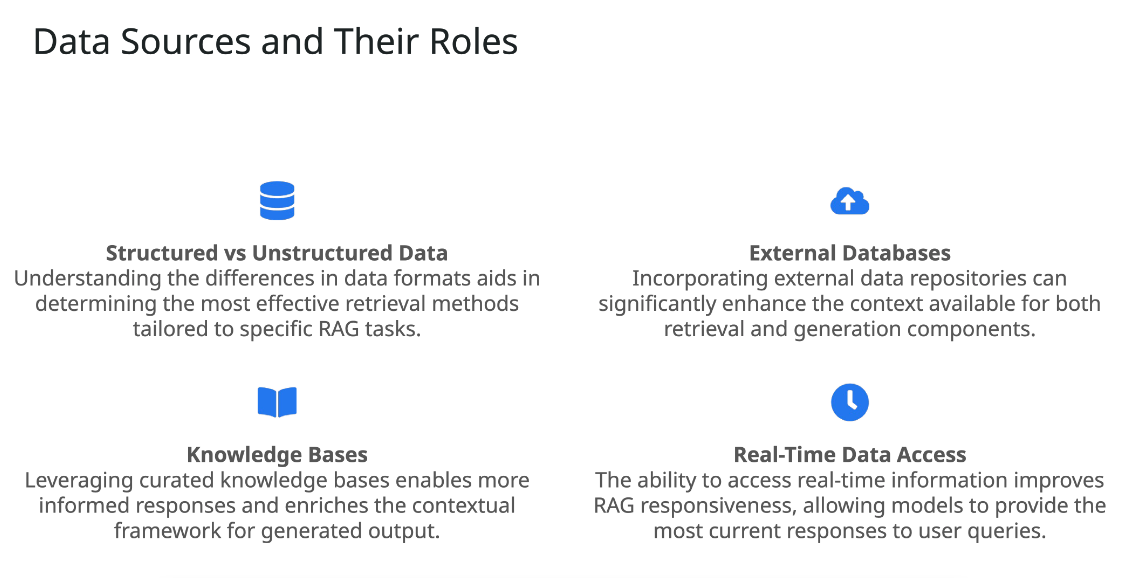 Data Sources and Their Roles
Structured vs Unstructured Data
Understanding the differences in data formats aids in
determining the most effective retrieval methods
tailored to specific RAG tasks.
External Databases
Incorporating external data repositories can
significantly enhance the context available for both
retrieval and generation components.
Knowledge Bases
Leveraging curated knowledge bases enables more
informed responses and enriches the contextual
framework for generated output.
Real-Time Data Access
The ability to access real-time information improves
RAG responsiveness, allowing models to provide the
most current responses to user queries.